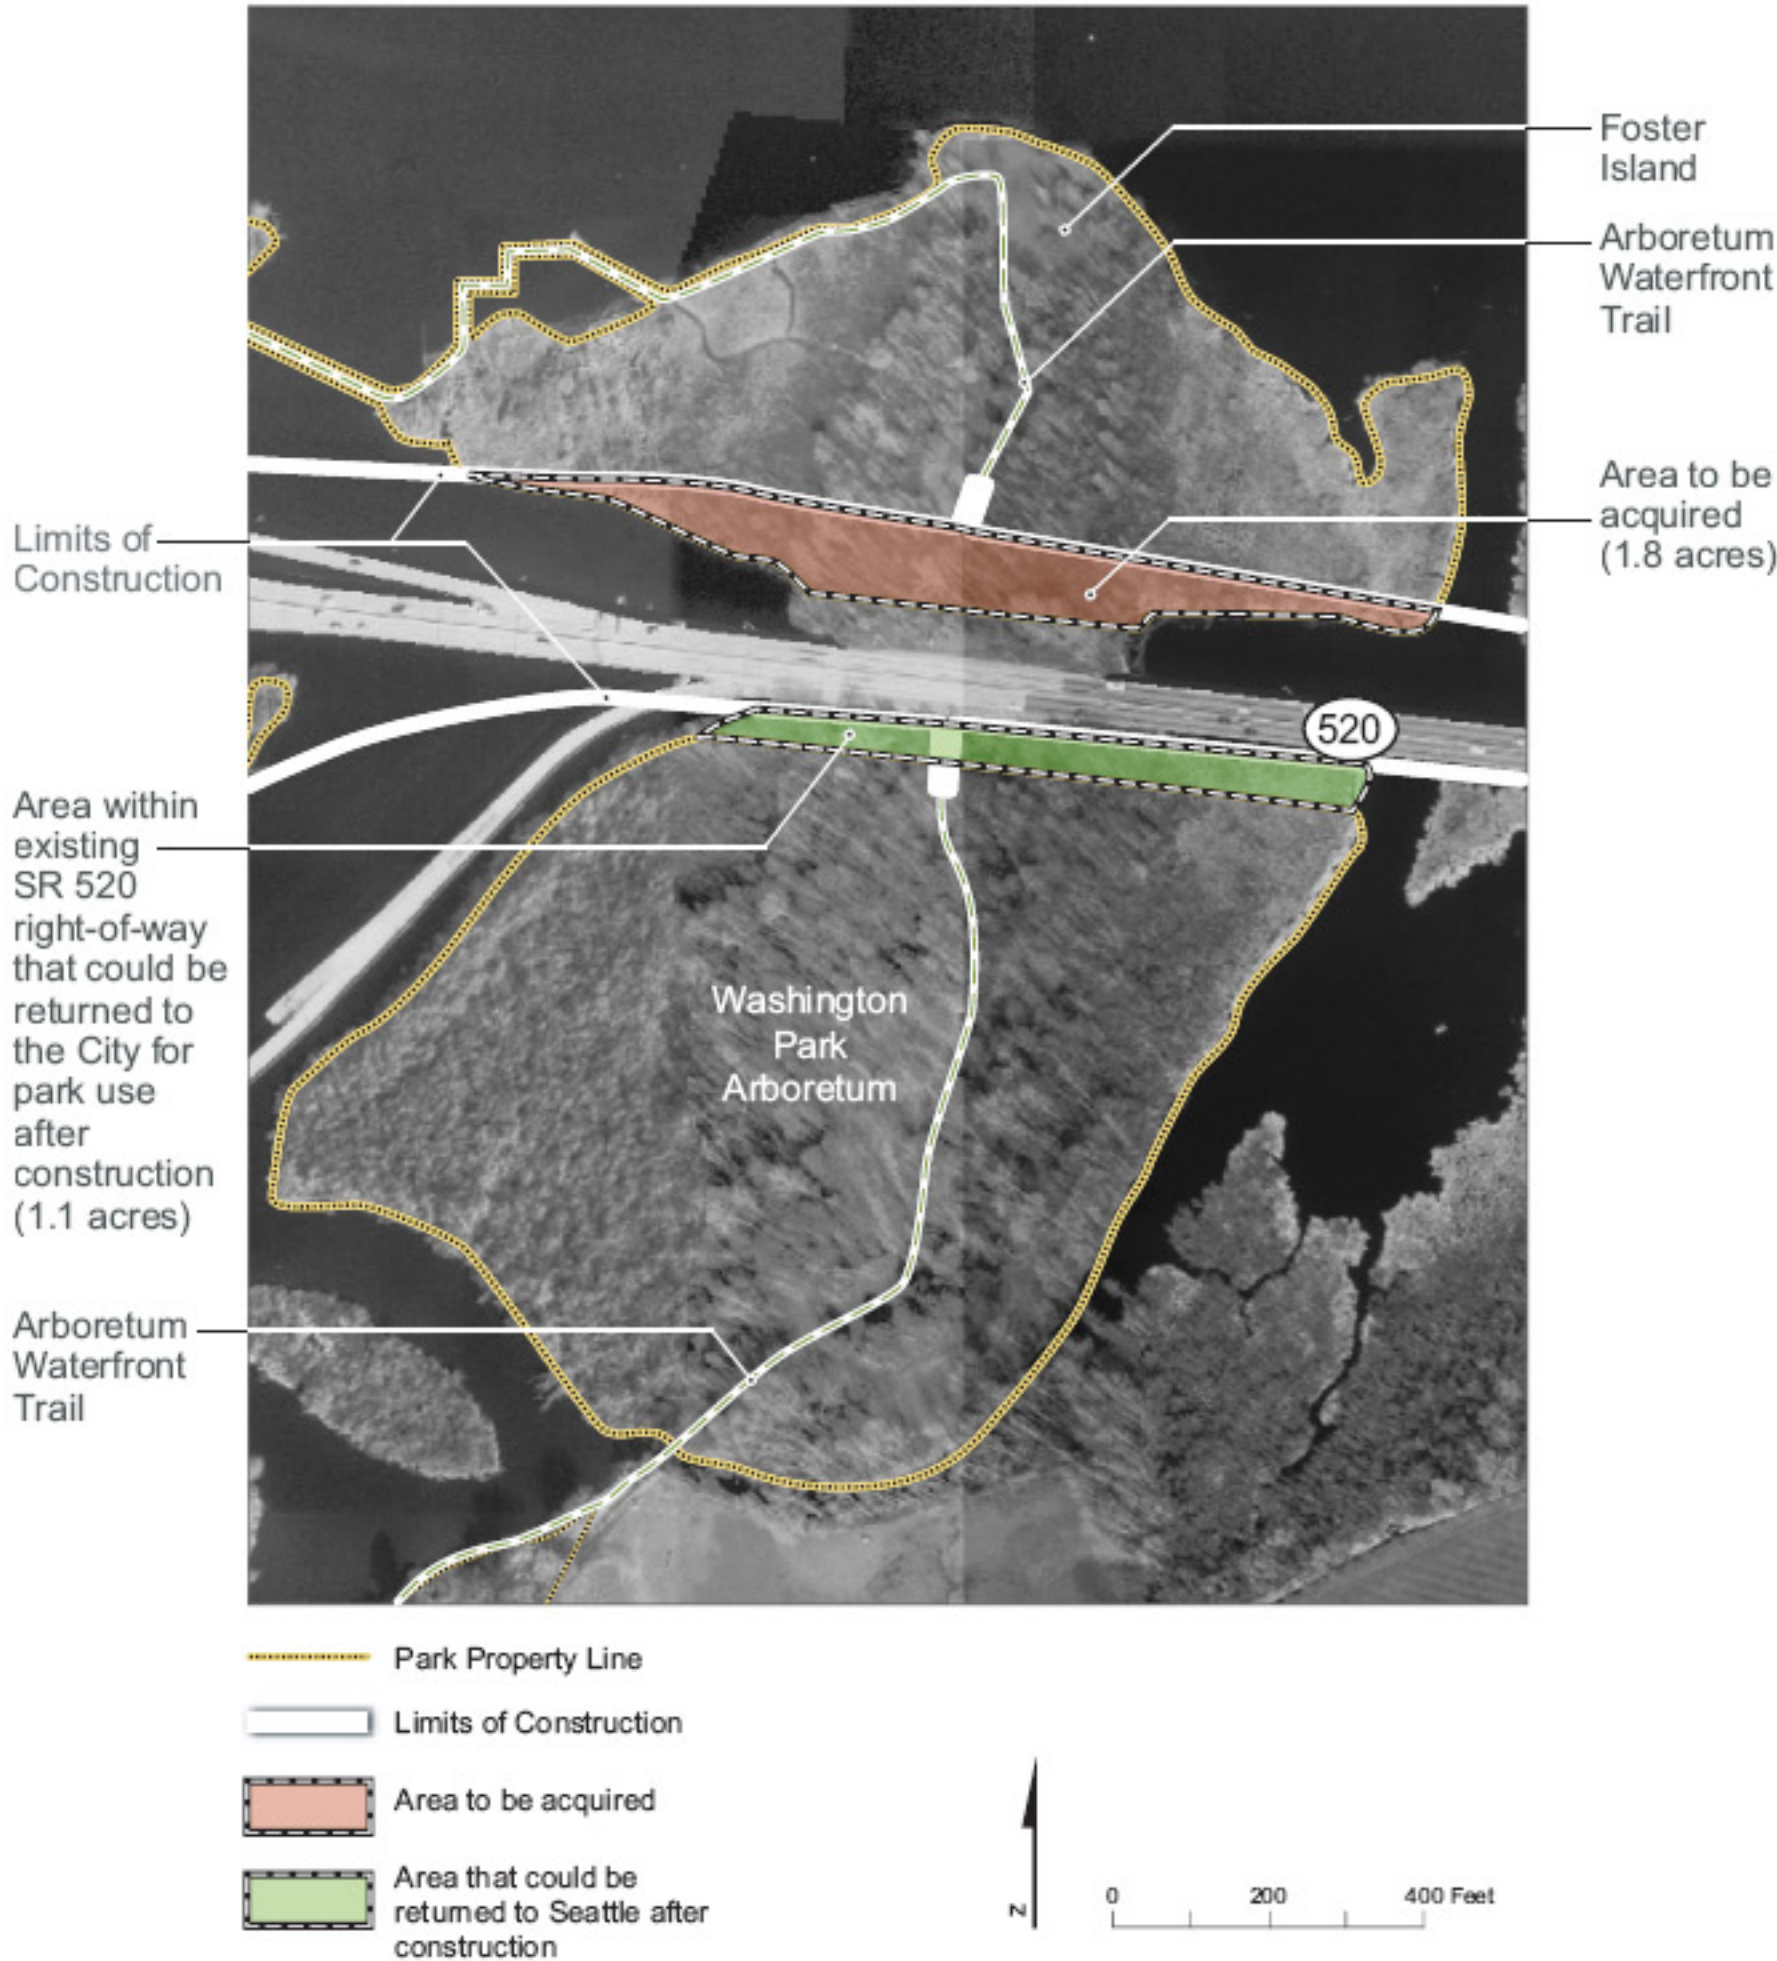 Foster
Island
Arboretum
Waterfront
Trail
Area to be
acquired
(1.8 acres)
Limits of
Construction
520
Area within
existing
SR 520
right-of-way
that could be
returned to
the City for
park use
after
construction
(1.1 acres)
Washington
Park
Arboretum
Arboretum
Waterfront
Trail
Park Property Line
Limits of Construction
Area to be acquired
Area that could be
returned to Seattle after
construction
N
0 200 400 Feet